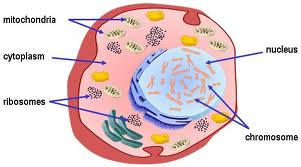 mitochondria
cytoplasm
nucleus
ribosomes
chromosome